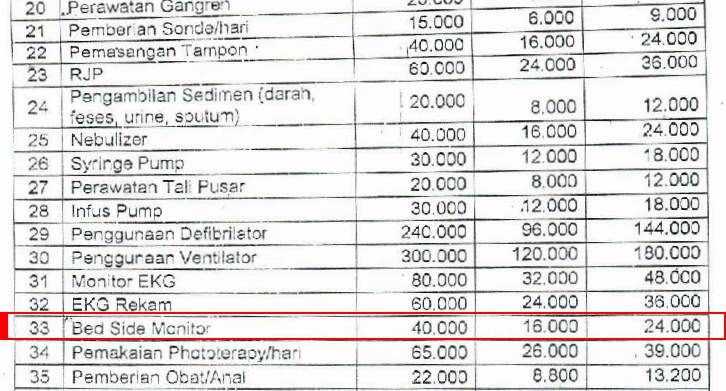 20 Perawatan Gangren
21 Pemberian Sonde/hari 15.000 6.000 9.000
22 Pemasangan Tampon 40.000 16.000 24.000
23 RJP 60.000 24.000 36.000
24 Pengambilan Sedimen (darah, 20.000 8.000 12.000
feses, urine, sputum)
25 Nebulizer 40.000 16.000 24.000
26 Syringe Pump 30.000 12.000 18.000
27 Perawatan Tali Pusar 20.000 8.000 12.000
28 Infus Pump 30.000 12.000 18.000
29 Penggunaan Defibrilator 240.000 96.000 144.000
30 Penggunaan Ventilator 300.000 120.000 180.000
31 Monitor EKG 80.000 32.000 48.000
32 EKG Rekam 60.000 24.000 36.000
33 Bed Side Monitor 40.000 16.000 24.000
34 Pemakaian Phototerapy/hari 65.000 26.000 39.000
35 Pemberian Obat/Anal 22.000 8.800 13.200